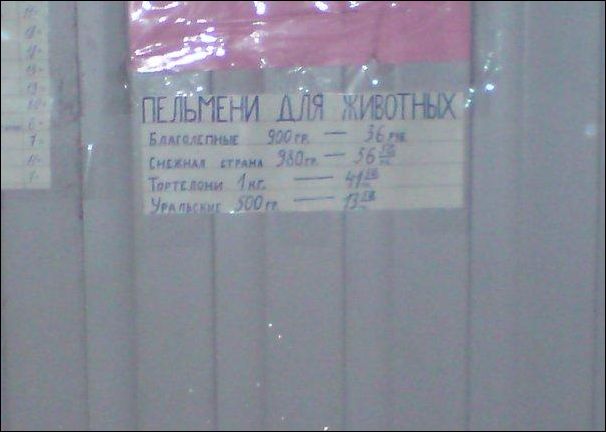 ПЕЛЬМЕНИ ДЛЯ ЖИВОТНЫХ
БЛАГОЛЕПНЫЕ 900 ГР. — 36 РУБ
СНЕЖНАЯ СТРАНА 980 ГР. — 56
ТОРТЕЛОНИ 1 КГ. — 41
УРАЛЬСКИЕ 500 ГР. — 13